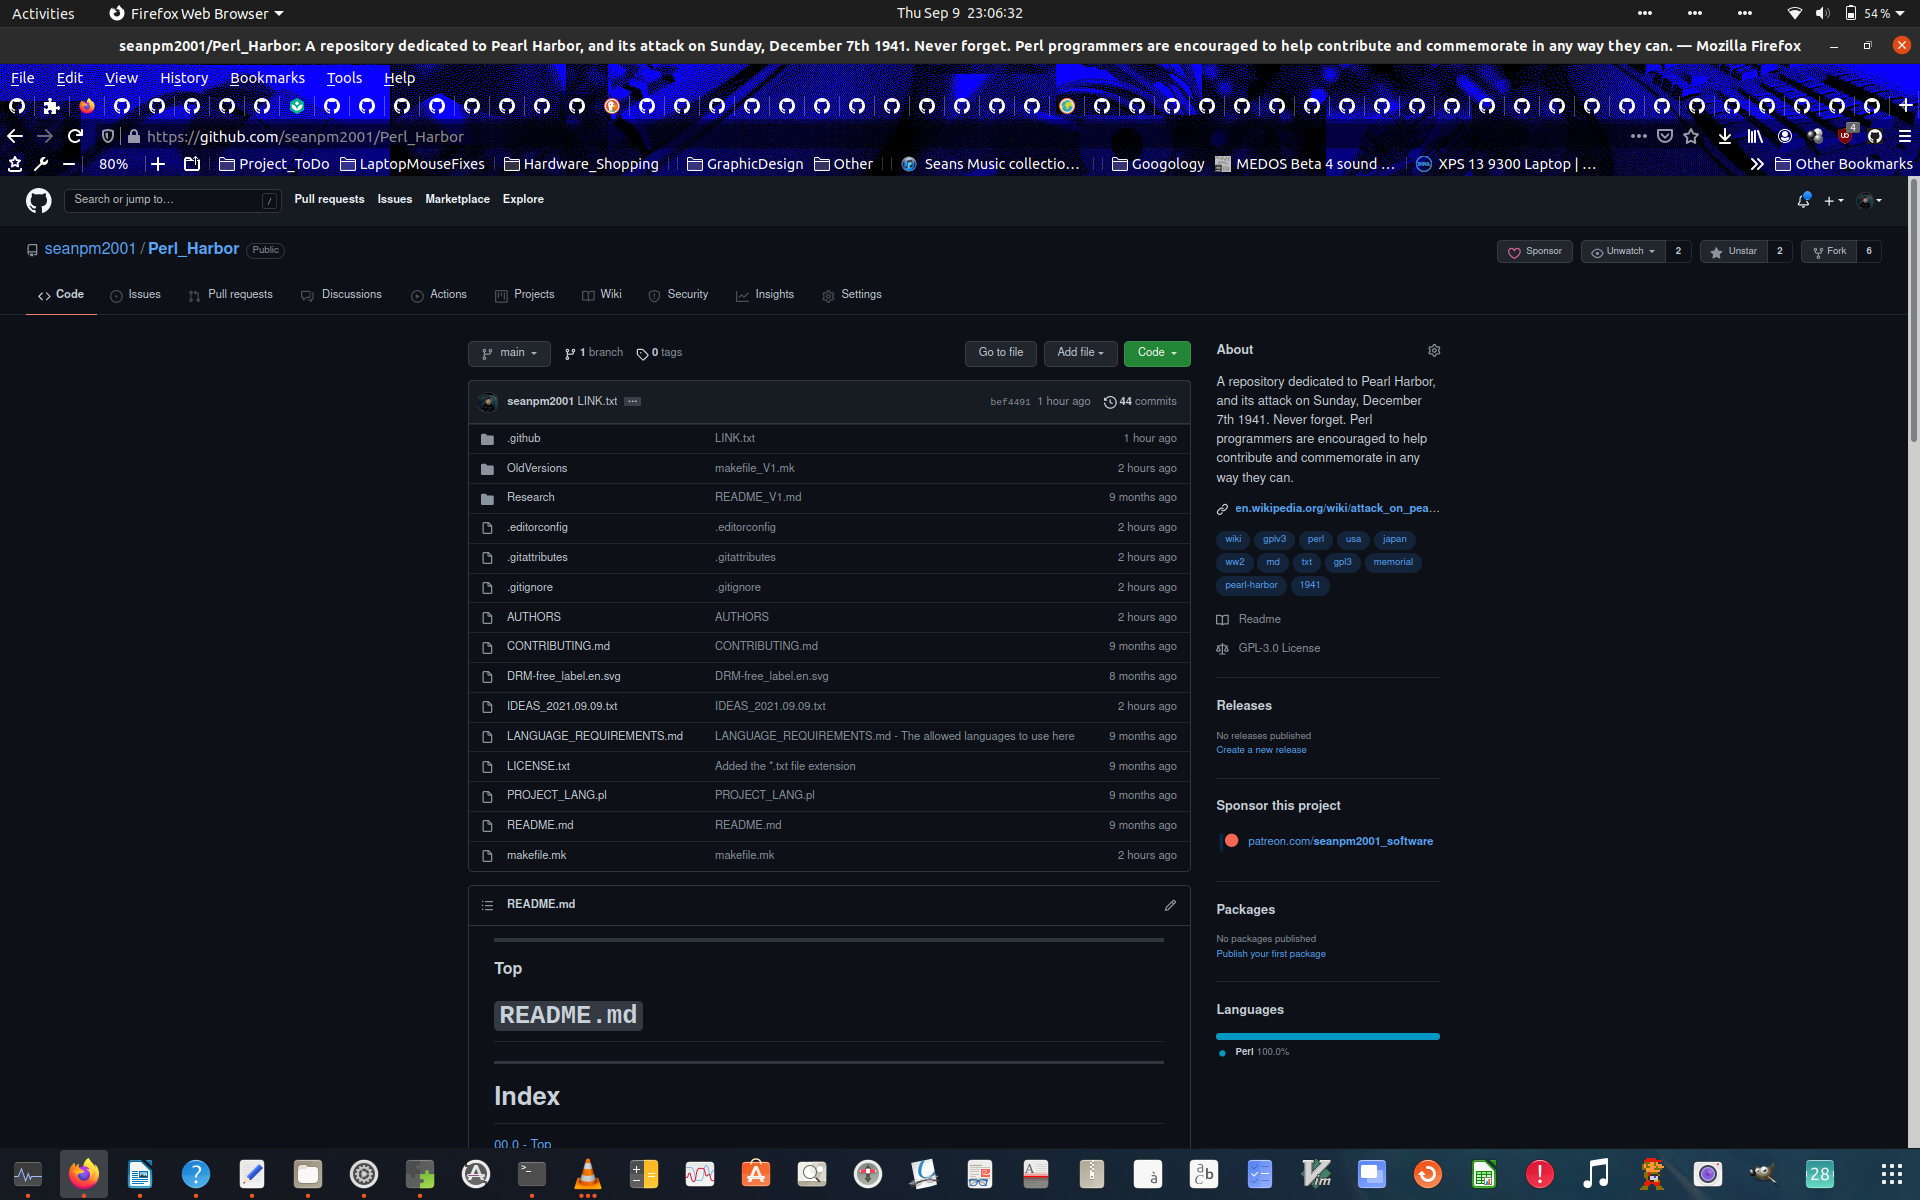 Activities Firefox Web Browser Thu Sep 9 23:06:32 54 %
seanpm2001/Perl_Harbor: A repository dedicated to Pearl Harbor, and its attack on Sunday, December 7th 1941. Never forget. Perl programmers are encouraged to help contribute and commemorate in any way they can. — Mozilla Firefox
File Edit View History Bookmarks Tools Help
https://github.com/seanpm2001/Perl_Harbor 4
80% Project_ToDo LaptopMouseFixes Hardware_Shopping GraphicDesign Other Seans Music collectio… Googology MEDOS Beta 4 sound … XPS 13 9300 Laptop | … Other Bookmarks
Search or jump to… / Pull requests Issues Marketplace Explore
seanpm2001 / Perl_Harbor Public Sponsor Unwatch 2 Unstar 2 Fork 6
Code Issues Pull requests Discussions Actions Projects Wiki Security Insights Settings
main 1 branch 0 tags Go to file Add file Code
seanpm2001 LINK.txt bef4491 1 hour ago 44 commits
.github LINK.txt 1 hour ago
OldVersions makefile_V1.mk 2 hours ago
Research README_V1.md 9 months ago
.editorconfig .editorconfig 2 hours ago
.gitattributes .gitattributes 2 hours ago
.gitignore .gitignore 2 hours ago
AUTHORS AUTHORS 2 hours ago
CONTRIBUTING.md CONTRIBUTING.md 9 months ago
DRM-free_label.en.svg DRM-free_label.en.svg 8 months ago
IDEAS_2021.09.09.txt IDEAS_2021.09.09.txt 2 hours ago
LANGUAGE_REQUIREMENTS.md LANGUAGE_REQUIREMENTS.md - The allowed languages to use here 9 months ago
LICENSE.txt Added the *.txt file extension 9 months ago
PROJECT_LANG.pl PROJECT_LANG.pl 9 months ago
README.md README.md 9 months ago
makefile.mk makefile.mk 2 hours ago
README.md
Top
README.md
Index
00.0 - Top
About
A repository dedicated to Pearl Harbor,
and its attack on Sunday, December
7th 1941. Never forget. Perl
programmers are encouraged to help
contribute and commemorate in any
way they can.
en.wikipedia.org/wiki/attack_on_pea…
wiki gplv3 perl usa japan
ww2 md txt gpl3 memorial
pearl-harbor 1941
Readme
GPL-3.0 License
Releases
No releases published
Create a new release
Sponsor this project
patreon.com/seanpm2001_software
Packages
No packages published
Publish your first package
Languages
Perl 100.0%
28